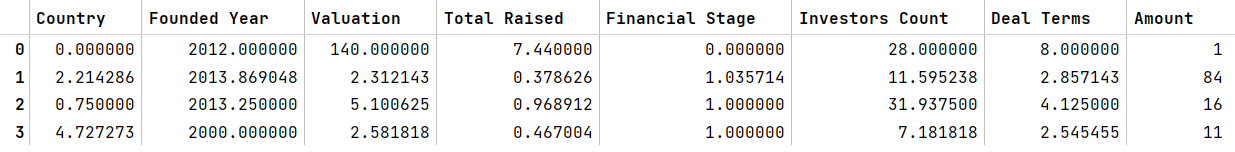 Country Founded Year Valuation Total Raised Financial Stage Investors Count Deal Terms Amount
0 0.000000 2012.000000 140.000000 7.440000 0.000000 28.000000 8.000000 1
1 2.214286 2013.869048 2.312143 0.378626 1.035714 11.595238 2.857143 84
2 0.750000 2013.250000 5.100625 0.968912 1.000000 31.937500 4.125000 16
3 4.727273 2000.000000 2.581818 0.467004 1.000000 7.181818 2.545455 11